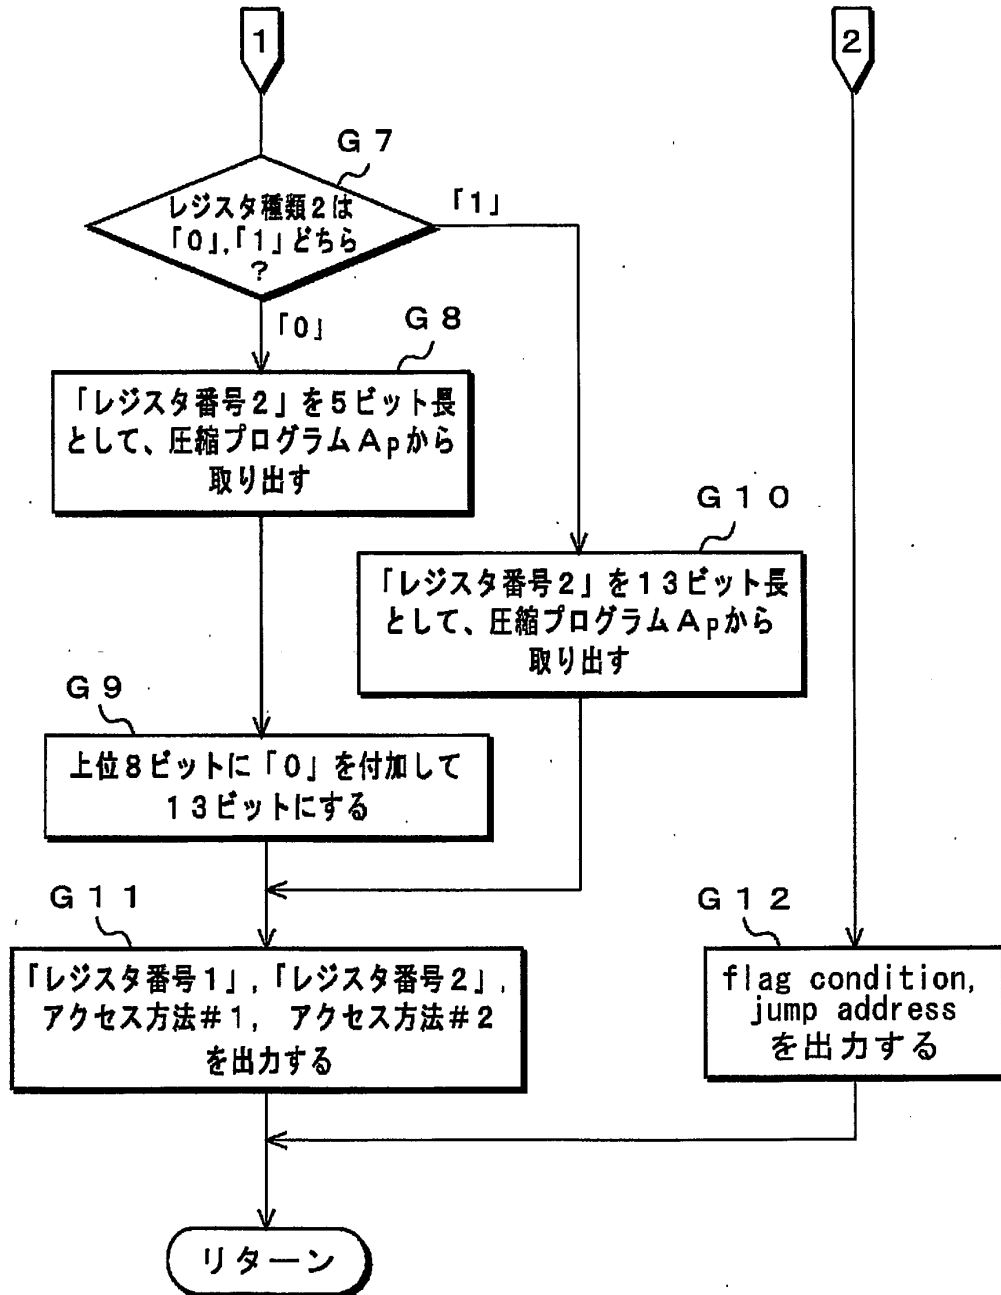 1
2
G7
レジスタ種類2は
「0」,「1」どちら
?
「1」
「0」
G8
「レジスタ番号2」を5ビット長
として、圧縮プログラムApから
取り出す
G10
「レジスタ番号2」を13ビット長
として、圧縮プログラムApから
取り出す
G9
上位8ビットに「0」を付加して
13ビットにする
G11
「レジスタ番号1」,「レジスタ番号2」,
アクセス方法#1, アクセス方法#2
を出力する
G12
flag condition,
jump address
を出力する
リターン